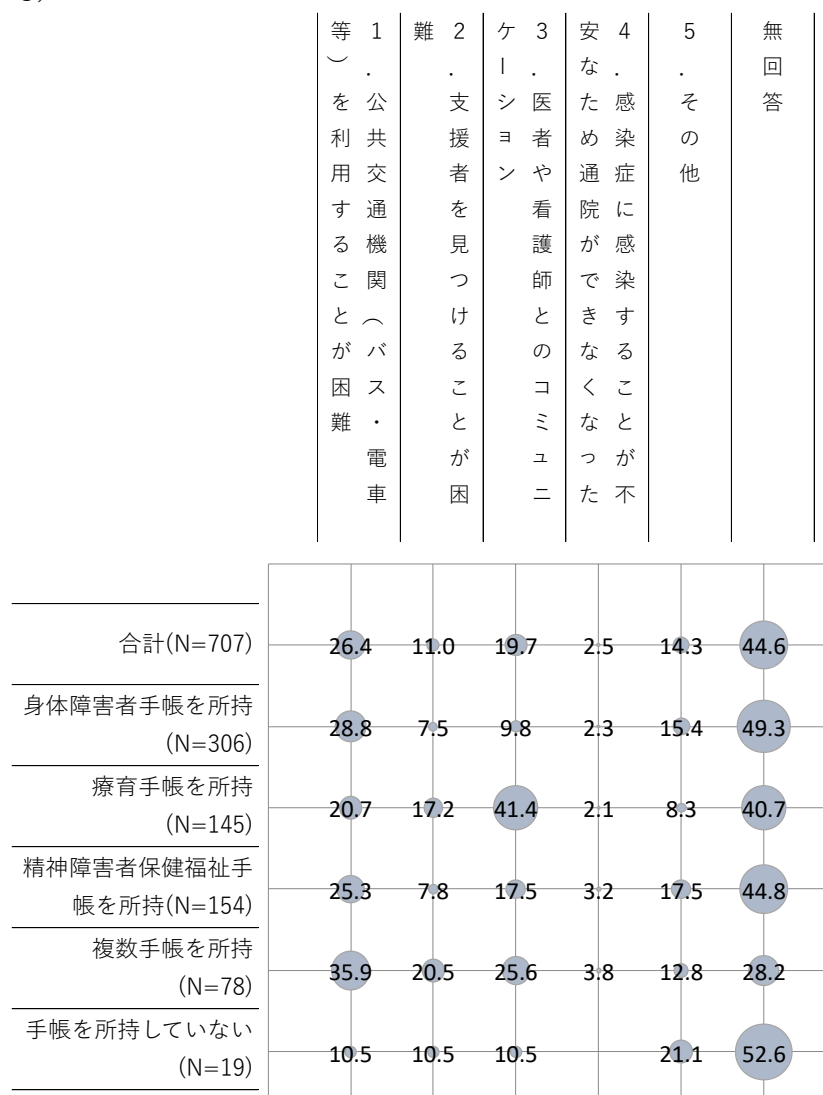 1.公共交通機関(バス・電車
等)を利用することが困難
2.支援者を見つけることが困
難
3.医者や看護師とのコミュニ
ケーション
4.感染症に感染することが不
安なため通院ができなくなった
5.その他
無回答
合計(N=707)
26.4 11.0 19.7 2.5 14.3 44.6
身体障害者手帳を所持
(N=306)
28.8 7.5 9.8 2.3 15.4 49.3
療育手帳を所持
(N=145)
20.7 17.2 41.4 2.1 8.3 40.7
精神障害者保健福祉手
帳を所持(N=154)
25.3 7.8 17.5 3.2 17.5 44.8
複数手帳を所持
(N=78)
35.9 20.5 25.6 3.8 12.8 28.2
手帳を所持していない
(N=19)
10.5 10.5 10.5 21.1 52.6